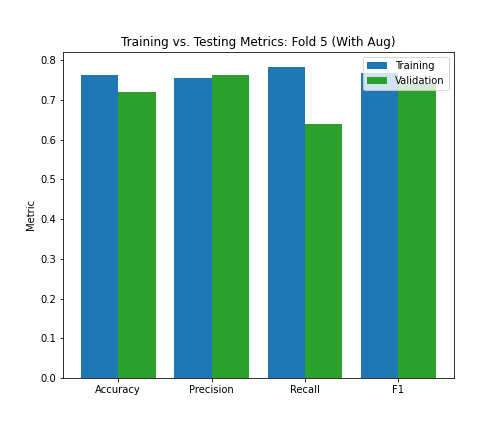 Training vs. Testing Metrics: Fold 5 (With Aug)
0.8
0.7
0.6
0.5
0.4
0.3
0.2
0.1
0.0
Metric
Training
Validation
Accuracy Precision Recall F1